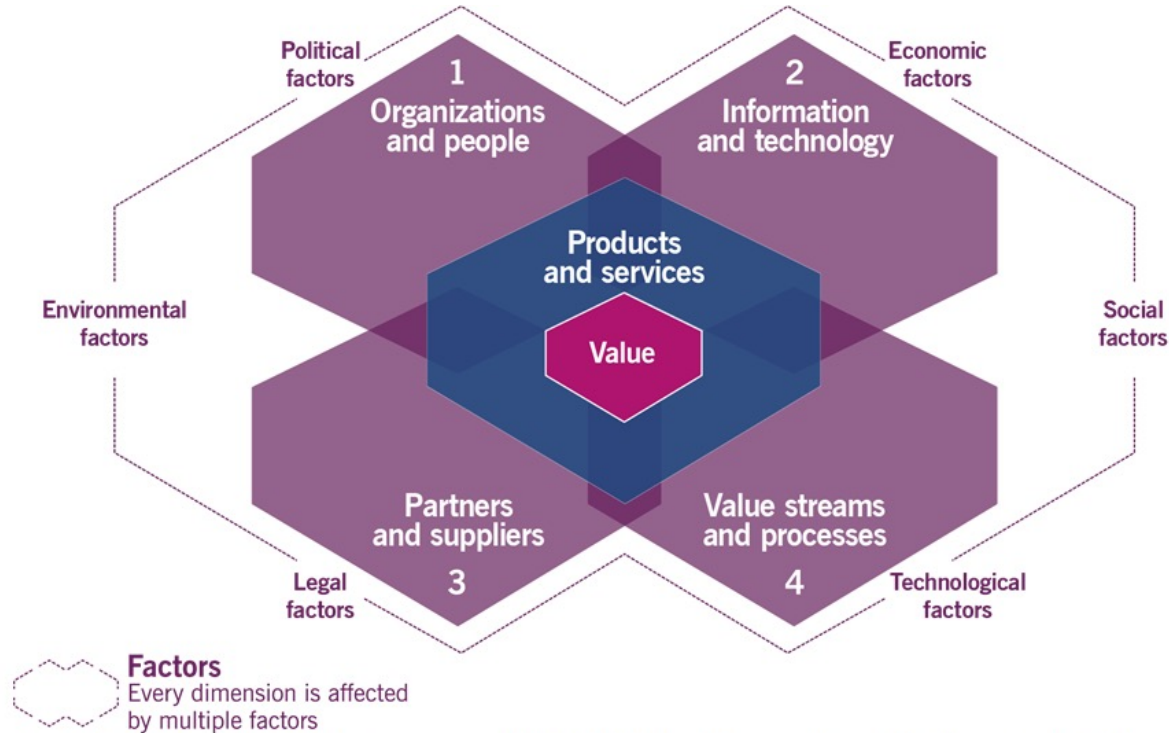 Political
factors
Economic
factors
1
Organizations
and people
2
Information
and technology
Products
and services
Environmental
factors
Value
Social
factors
Partners
and suppliers
3
Value streams
and processes
4
Legal
factors
Technological
factors
Factors
Every dimension is affected
by multiple factors